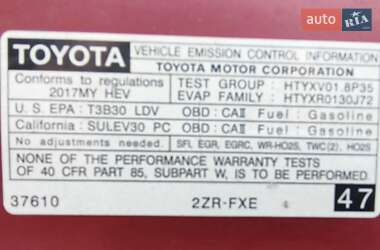 auto RIA.com
TOYOTA
VEHICLE EMISSION CONTROL INFORMATION
TOYOTA MOTOR CORPORATION
Conforms to regulations
2017MY HEV
TEST GROUP : HTYXV01.8P35
EVAP FAMILY : HTYXR0130J72
U.S. EPA: T3B30 LDV OBD: CAII Fuel: Gasoline
California: SULEV30 PC OBD: CAII Fuel: Gasoline
No adjustments needed. SFI, EGR, EGRC, WR-HO2S, TWC(2), HO2S
NONE OF THE PERFORMANCE WARRANTY TESTS
OF 40 CFR PART 85, SUBPART W, IS TO BE USED
37610 2ZR-FXE 47